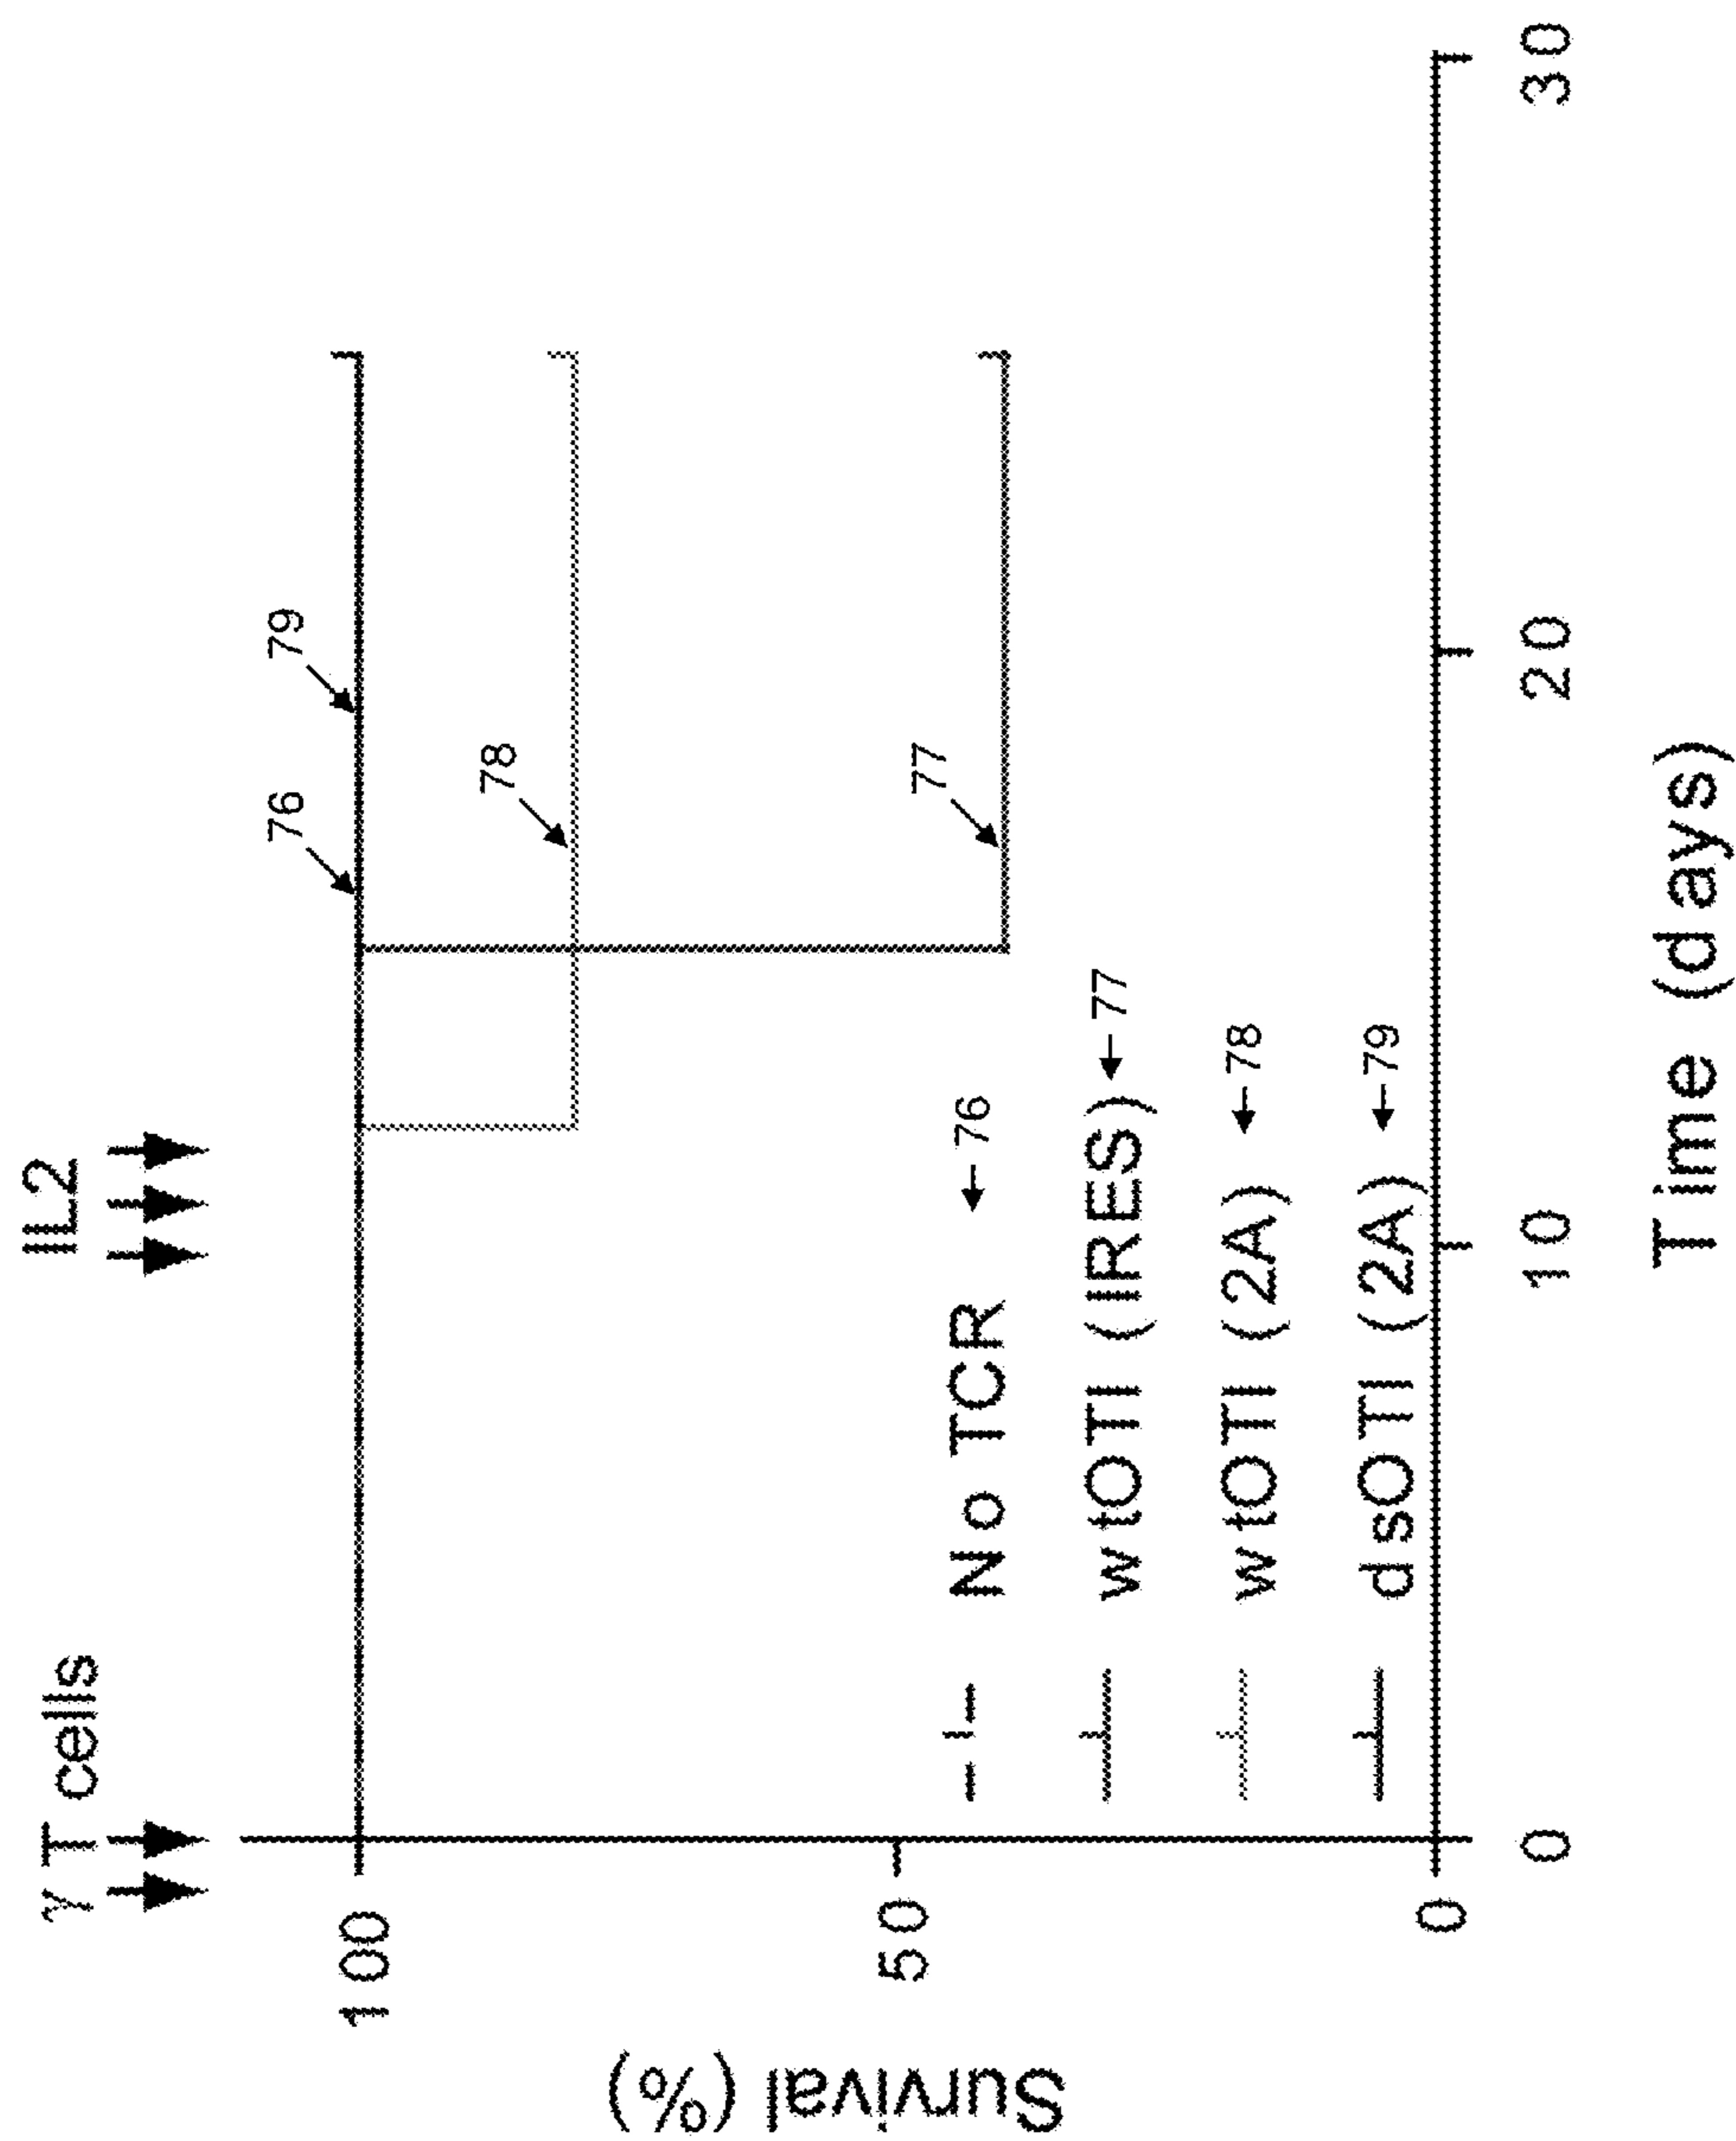 γ T cells
IL2
Survival (%)
100
50
0
76
79
78
77
No TCR 76
wtOTI (IRES) 77
wtOTI (2A) 78
dsOTI (2A) 79
0
10
20
30
Time (days)